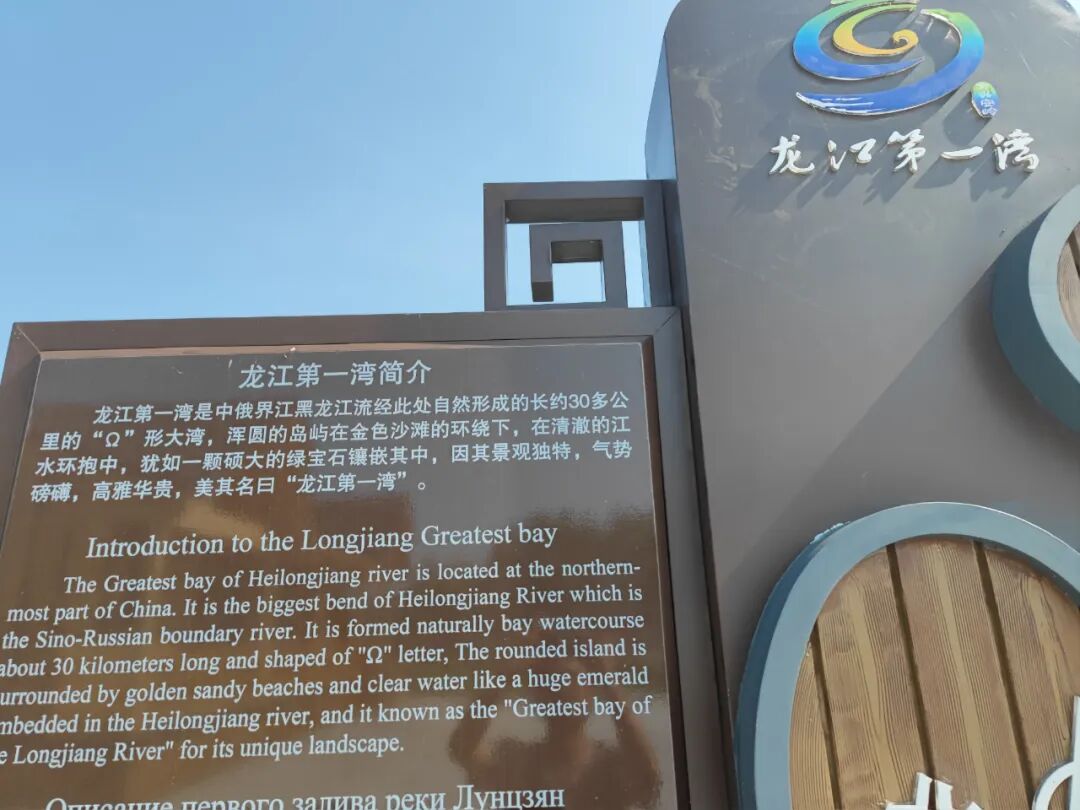 龙江第一湾
龙江第一湾简介
龙江第一湾是中俄界江黑龙江流经此处自然形成的长约30多公
里的“Ω”形大湾，浑圆的岛屿在金色沙滩的环绕下，在清澈的江
水环抱中，犹如一颗硕大的绿宝石镶嵌其中，因其景观独特，气势
磅礴，高雅华贵，美其名曰“龙江第一湾”。
Introduction to the Longjiang Greatest bay
The Greatest bay of Heilongjiang river is located at the northern-
most part of China. It is the biggest bend of Heilongjiang River which is
the Sino-Russian boundary river. It is formed naturally bay watercourse
about 30 kilometers long and shaped of "Ω" letter, The rounded island is
urrounded by golden sandy beaches and clear water like a huge emerald
mbedded in the Heilongjiang river, and it known as the "Greatest bay of
e Longjiang River" for its unique landscape.
Описание первого залива реки Лунцзян